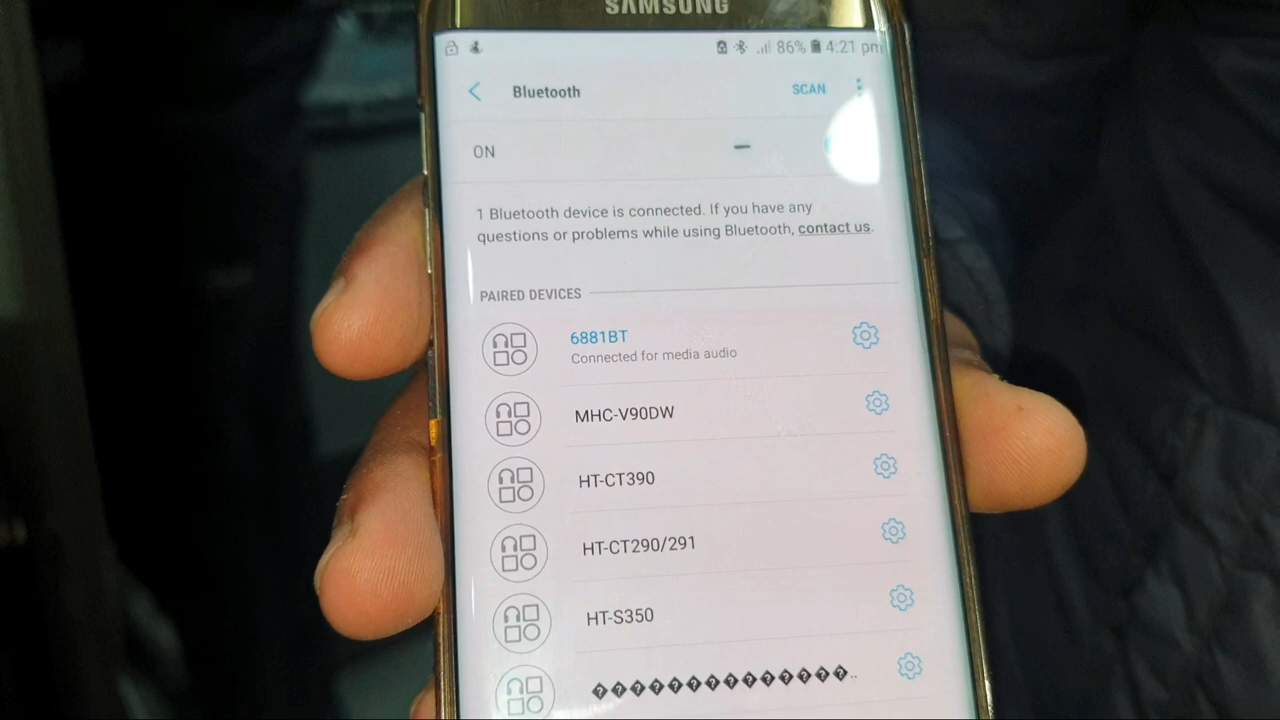 SAMSUNG
86% 4:21 pm
Bluetooth SCAN
ON
1 Bluetooth device is connected. If you have any
questions or problems while using Bluetooth, contact us.
PAIRED DEVICES
6881BT
Connected for media audio
MHC-V90DW
HT-CT390
HT-CT290/291
HT-S350
��������������..